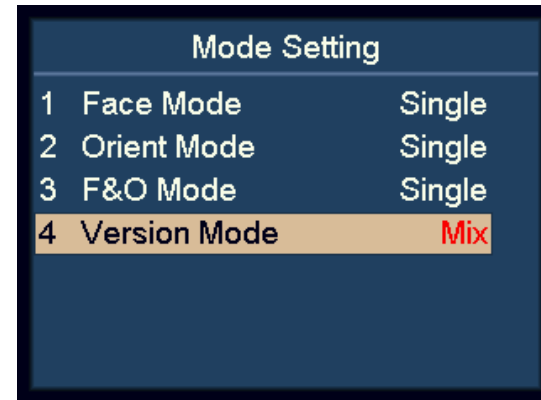 Mode Setting
1 Face Mode Single
2 Orient Mode Single
3 F&O Mode Single
4 Version Mode Mix